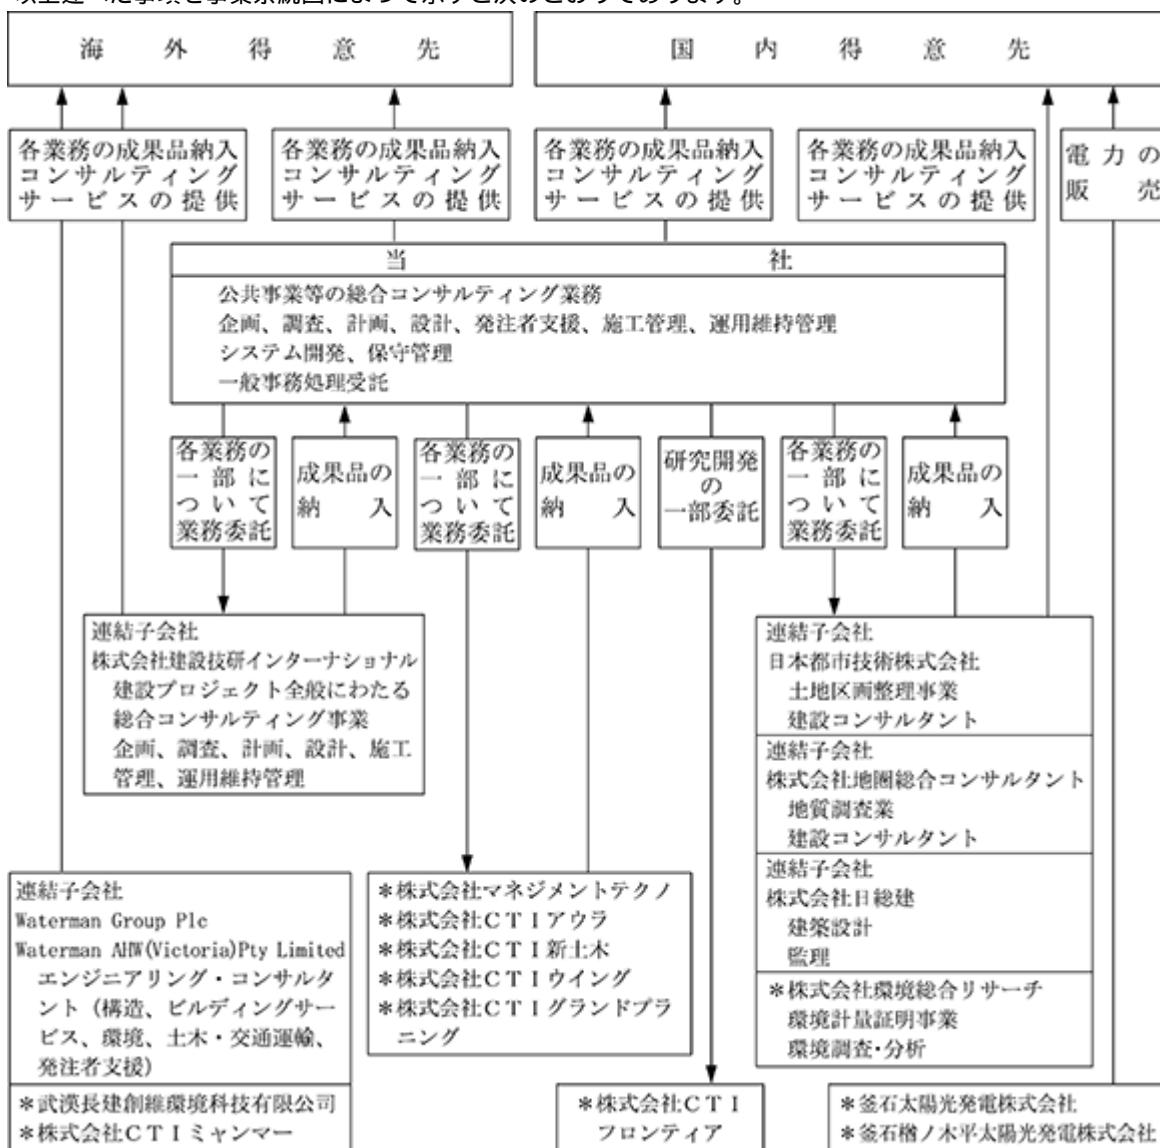 以上述べた事項を事業系統図によって示すと次のとおりであります。
海外得意先
国内得意先
各業務の成果品納入
コンサルティング
サービスの提供
各業務の成果品納入
コンサルティング
サービスの提供
各業務の成果品納入
コンサルティング
サービスの提供
各業務の成果品納入
コンサルティング
サービスの提供
電力の
販売
当社
公共事業等の総合コンサルティング業務
企画、調査、計画、設計、発注者支援、施工管理、運用維持管理
システム開発、保守管理
一般事務処理受託
各業務の
一部に
ついて
業務委託
成果品の
納入
各業務の
一部に
ついて
業務委託
成果品の
納入
研究開発
の
一部委託
各業務の
一部に
ついて
業務委託
成果品の
納入
連結子会社
株式会社建設技研インターナショナル
建設プロジェクト全般にわたる
総合コンサルティング事業
企画、調査、計画、設計、施工
管理、運用維持管理
連結子会社
日本都市技術株式会社
土地区画整理事業
建設コンサルタント
連結子会社
株式会社地圏総合コンサルタント
地質調査業
建設コンサルタント
連結子会社
株式会社日総建
建築設計
監理
＊株式会社環境総合リサーチ
環境計量証明事業
環境調査・分析
連結子会社
Waterman Group Plc
Waterman AHW(Victoria)Pty Limited
エンジニアリング・コンサルタ
ント（構造、ビルディングサー
ビス、環境、土木・交通運輸、
発注者支援）
＊武漢長建創維環境科技有限公司
＊株式会社ＣＴＩミャンマー
＊株式会社マネジメントテクノ
＊株式会社ＣＴＩアウラ
＊株式会社ＣＴＩ新土木
＊株式会社ＣＴＩウイング
＊株式会社ＣＴＩグランドプラ
ニング
＊株式会社ＣＴＩ
フロンティア
＊釜石太陽光発電株式会社
＊釜石楢ノ木平太陽光発電株式会社